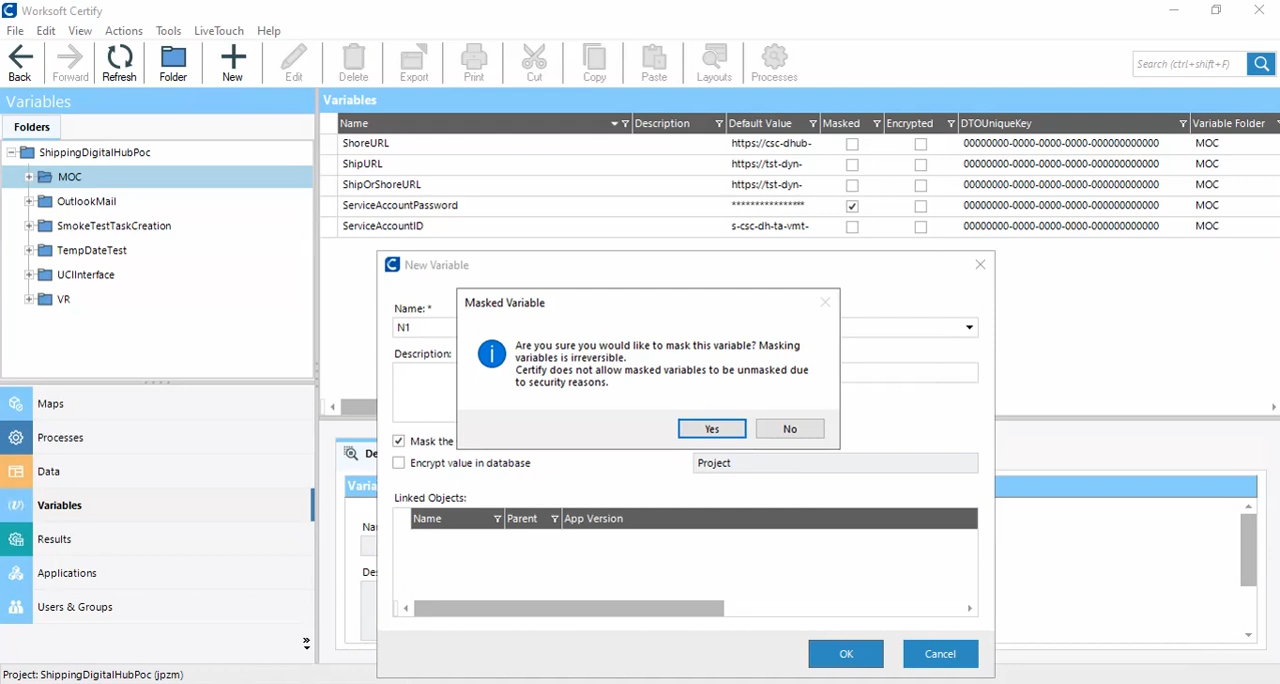 Worksoft Certify
File Edit View Actions Tools LiveTouch Help
Back Forward Refresh Folder New Edit Delete Export Print Cut Copy Paste Layouts Processes
Search (ctrl+shift+F)
Variables
Folders
ShippingDigitalHubPoc
MOC
OutlookMail
SmokeTestTaskCreation
TempDateTest
UCIInterface
VR
Maps
Processes
Data
Variables
Results
Applications
Users & Groups
Variables
Name Description Default Value Masked Encrypted DTOUniqueKey Variable Folder
ShoreURL https://csc-dhub- 00000000-0000-0000-0000-000000000000 MOC
ShipURL https://tst-dyn- 00000000-0000-0000-0000-000000000000 MOC
ShipOrShoreURL https://tst-dyn- 00000000-0000-0000-0000-000000000000 MOC
ServiceAccountPassword **************** 00000000-0000-0000-0000-000000000000 MOC
ServiceAccountID s-csc-dh-ta-vmt- 00000000-0000-0000-0000-000000000000 MOC
New Variable
Name: *
N1
Description:
Mask the
Encrypt value in database
Project
Linked Objects:
Name Parent App Version
OK Cancel
Masked Variable
Are you sure you would like to mask this variable? Masking
variables is irreversible.
Certify does not allow masked variables to be unmasked due
to security reasons.
Yes No
De
Varia
Na
De
Project: ShippingDigitalHubPoc (jpzm)